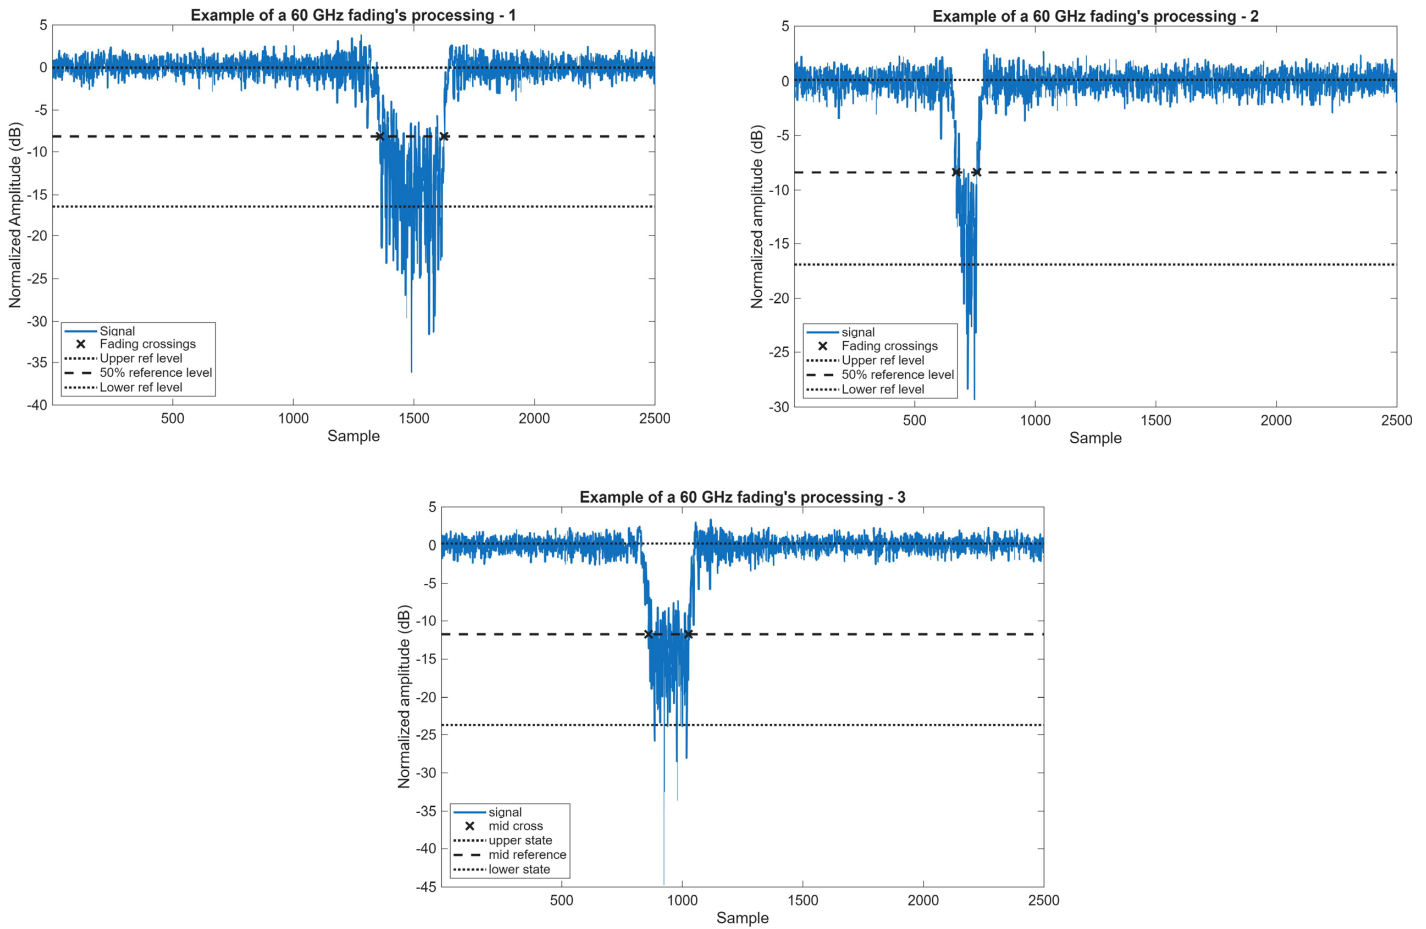 Example of a 60 GHz fading's processing - 1
Normalized Amplitude (dB)
5
0
-5
-10
-15
-20
-25
-30
-35
-40
500
1000
1500
2000
2500
Sample
Signal
Fading crossings
Upper ref level
50% reference level
Lower ref level
Example of a 60 GHz fading's processing - 2
Normalized amplitude (dB)
5
0
-5
-10
-15
-20
-25
-30
500
1000
1500
2000
2500
Sample
signal
Fading crossings
Upper ref level
50% reference level
Lower ref level
Example of a 60 GHz fading's processing - 3
Normalized amplitude (dB)
5
0
-5
-10
-15
-20
-25
-30
-35
-40
-45
500
1000
1500
2000
2500
Sample
signal
mid cross
upper state
mid reference
lower state